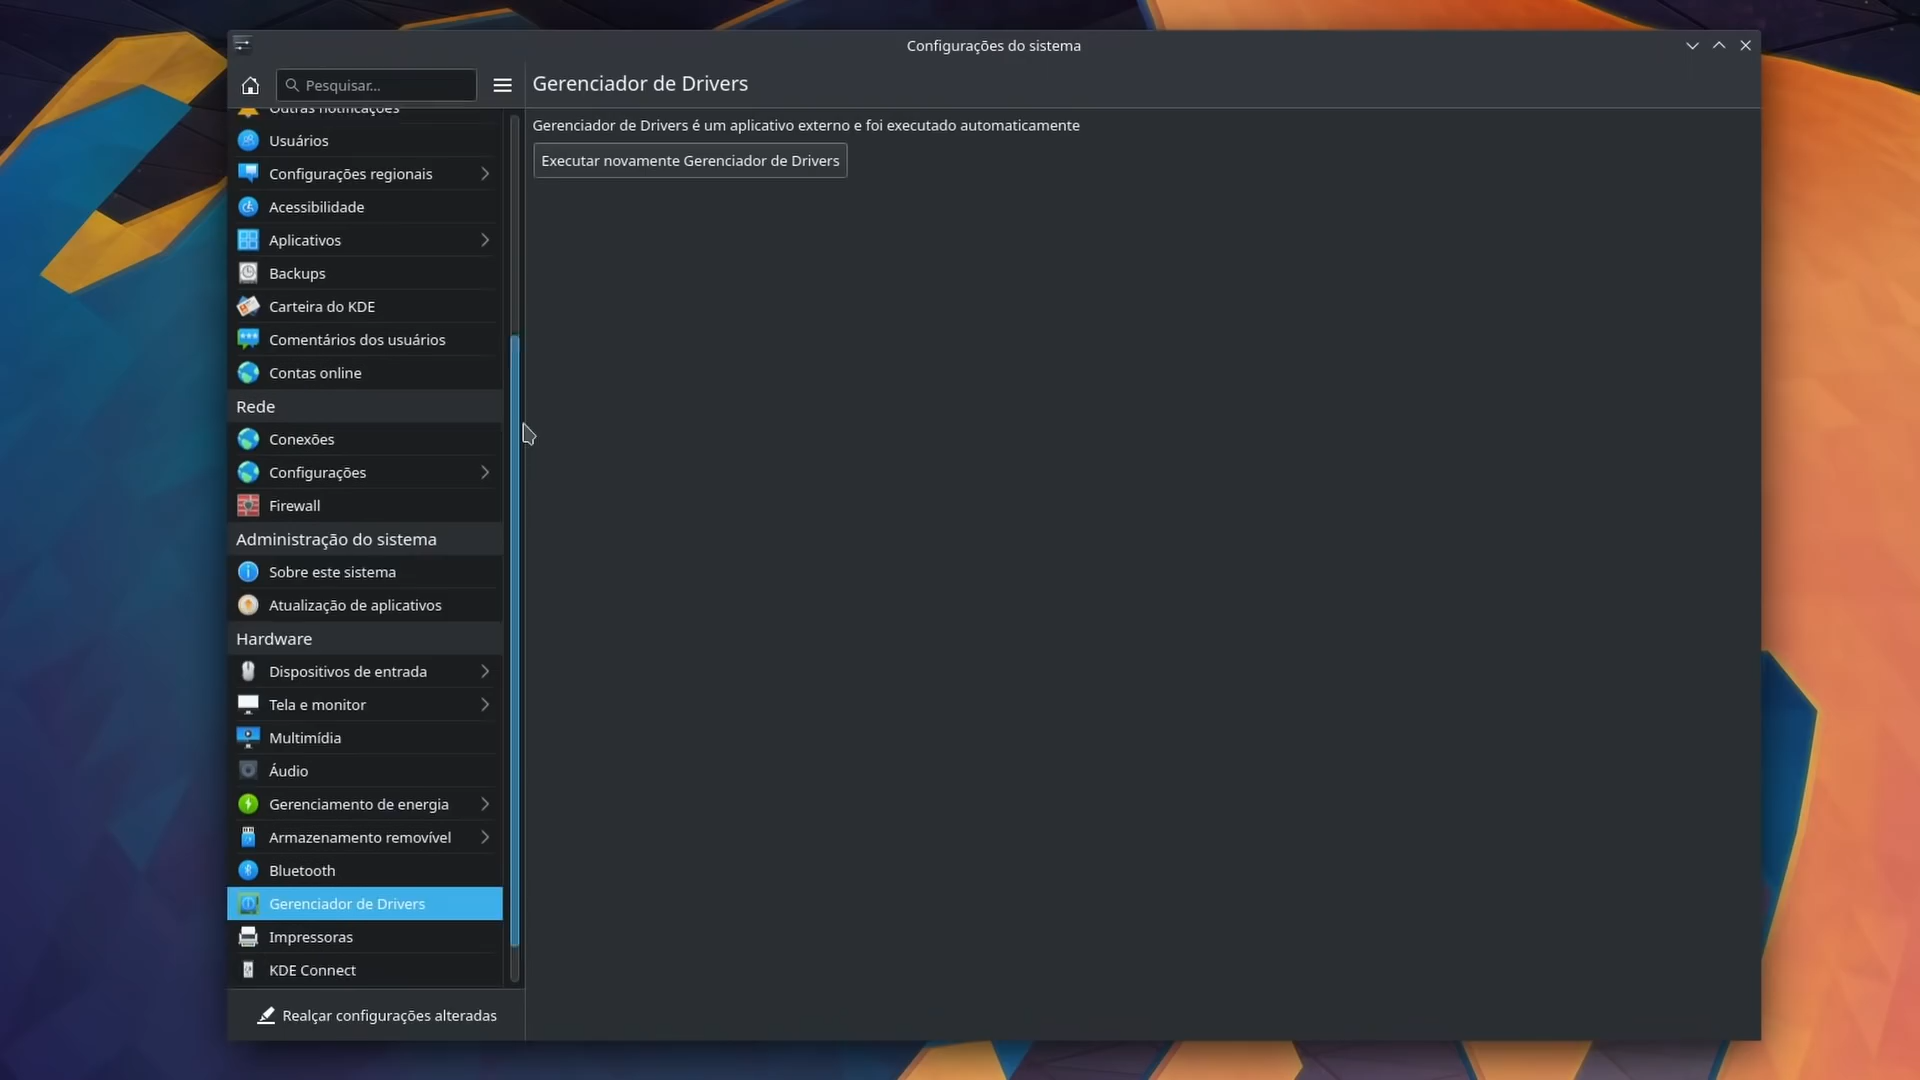 Configurações do sistema
Pesquisar...
Gerenciador de Drivers
Outras notificações
Usuários
Configurações regionais
Acessibilidade
Aplicativos
Backups
Carteira do KDE
Comentários dos usuários
Contas online
Rede
Conexões
Configurações
Firewall
Administração do sistema
Sobre este sistema
Atualização de aplicativos
Hardware
Dispositivos de entrada
Tela e monitor
Multimídia
Áudio
Gerenciamento de energia
Armazenamento removível
Bluetooth
Gerenciador de Drivers
Impressoras
KDE Connect
Realçar configurações alteradas
Gerenciador de Drivers é um aplicativo externo e foi executado automaticamente
Executar novamente Gerenciador de Drivers